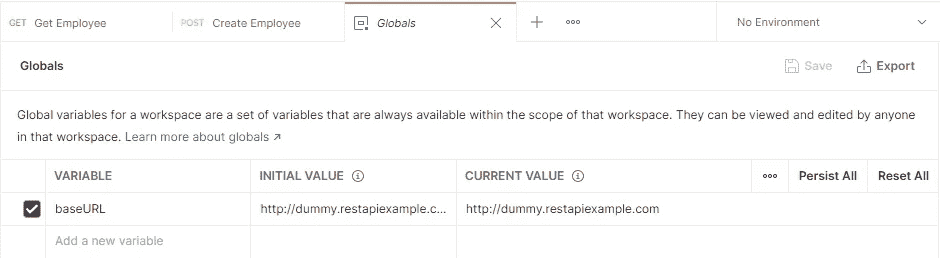 GET Get Employee POST Create Employee Globals No Environment
Globals Save Export
Global variables for a workspace are a set of variables that are always available within the scope of that workspace. They can be viewed and edited by anyone
in that workspace. Learn more about globals ↗
VARIABLE INITIAL VALUE CURRENT VALUE Persist All Reset All
baseURL http://dummy.restapiexample.c... http://dummy.restapiexample.com
Add a new variable